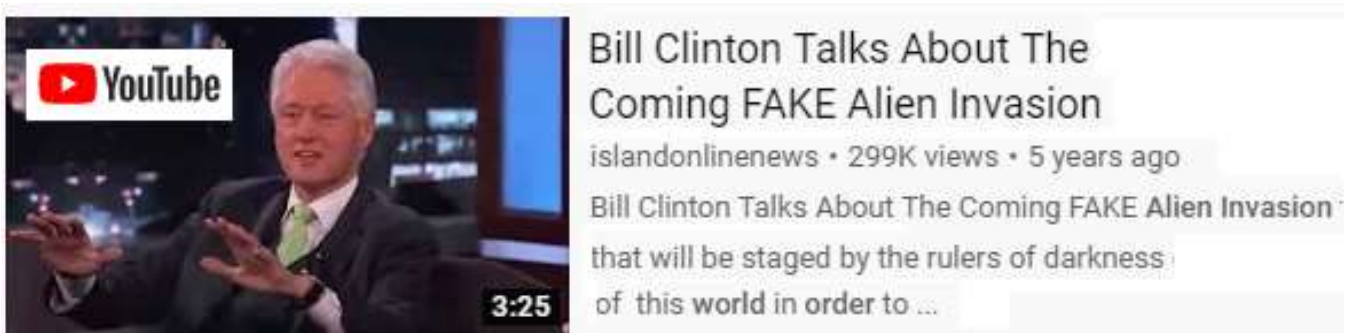 YouTube
3:25
Bill Clinton Talks About The
Coming FAKE Alien Invasion
islandonlinenews • 299K views • 5 years ago
Bill Clinton Talks About The Coming FAKE Alien Invasion
that will be staged by the rulers of darkness
of this world in order to ...